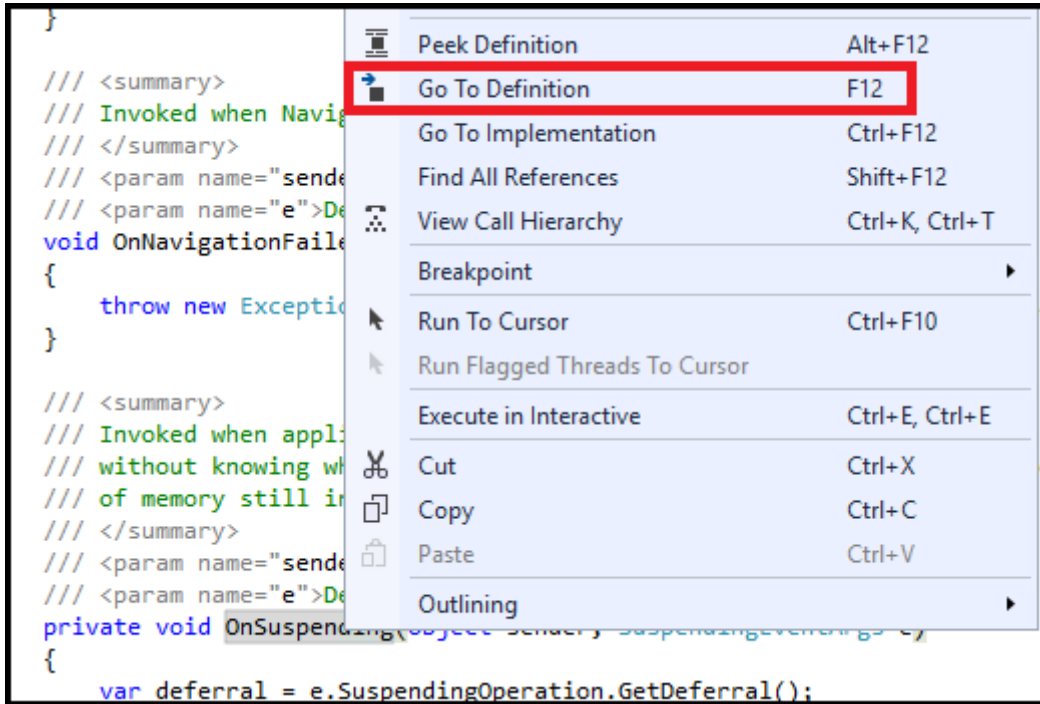 }
Peek Definition Alt+F12
/// <summary>
Go To Definition F12
/// Invoked when Navig
Go To Implementation Ctrl+F12
/// </summary>
/// <param name="sende
Find All References Shift+F12
/// <param name="e">De
View Call Hierarchy Ctrl+K, Ctrl+T
void OnNavigationFaile
{
Breakpoint
throw new Exceptio
Run To Cursor Ctrl+F10
}
Run Flagged Threads To Cursor
/// <summary>
Execute in Interactive Ctrl+E, Ctrl+E
/// Invoked when appli
/// without knowing wh
Cut Ctrl+X
/// of memory still in
Copy Ctrl+C
/// </summary>
/// <param name="sende
Paste Ctrl+V
/// <param name="e">De
Outlining
private void OnSuspending(object sender, SuspendingEventArgs e)
{
var deferral = e.SuspendingOperation.GetDeferral();